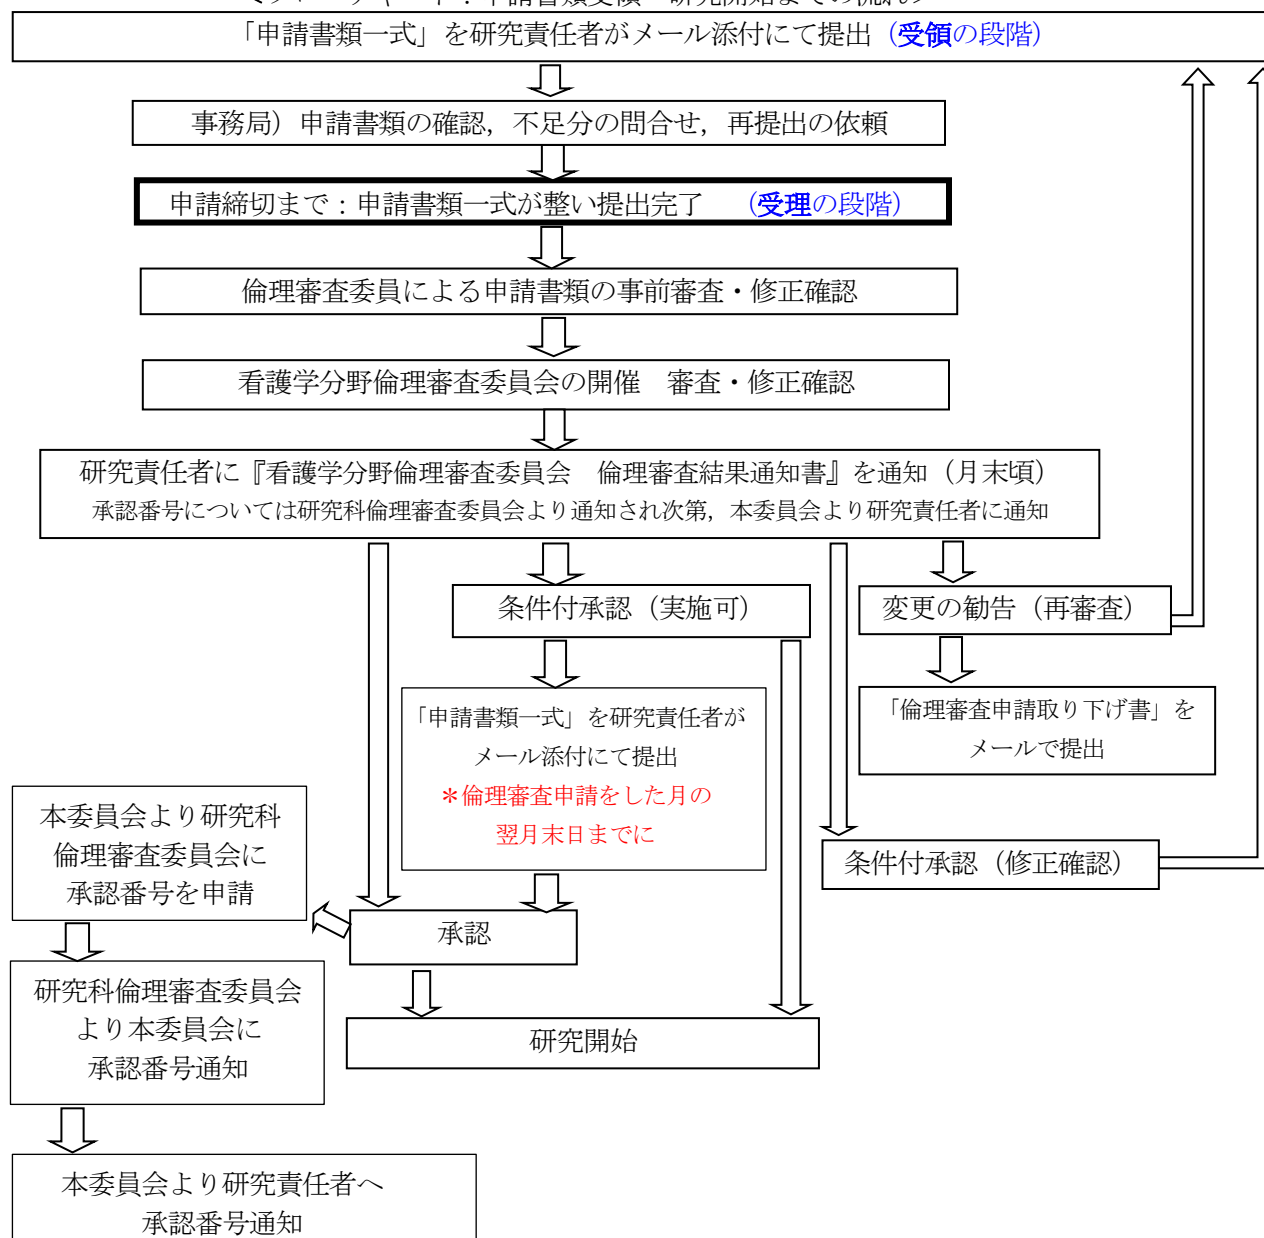 「申請書類一式」を研究責任者がメール添付にて提出（受領の段階）
事務局）申請書類の確認，不足分の問合せ，再提出の依頼
申請締切まで：申請書類一式が整い提出完了　（受理の段階）
倫理審査委員による申請書類の事前審査・修正確認
看護学分野倫理審査委員会の開催　審査・修正確認
研究責任者に『看護学分野倫理審査委員会　倫理審査結果通知書』を通知（月末頃）
承認番号については研究科倫理審査委員会より通知され次第，本委員会より研究責任者に通知
条件付承認（実施可）
変更の勧告（再審査）
「申請書類一式」を研究責任者が
メール添付にて提出
＊倫理審査申請をした月の
翌月末日までに
「倫理審査申請取り下げ書」を
メールで提出
条件付承認（修正確認）
本委員会より研究科
倫理審査委員会に
承認番号を申請
承認
研究科倫理審査委員会
より本委員会に
承認番号通知
研究開始
本委員会より研究責任者へ
承認番号通知